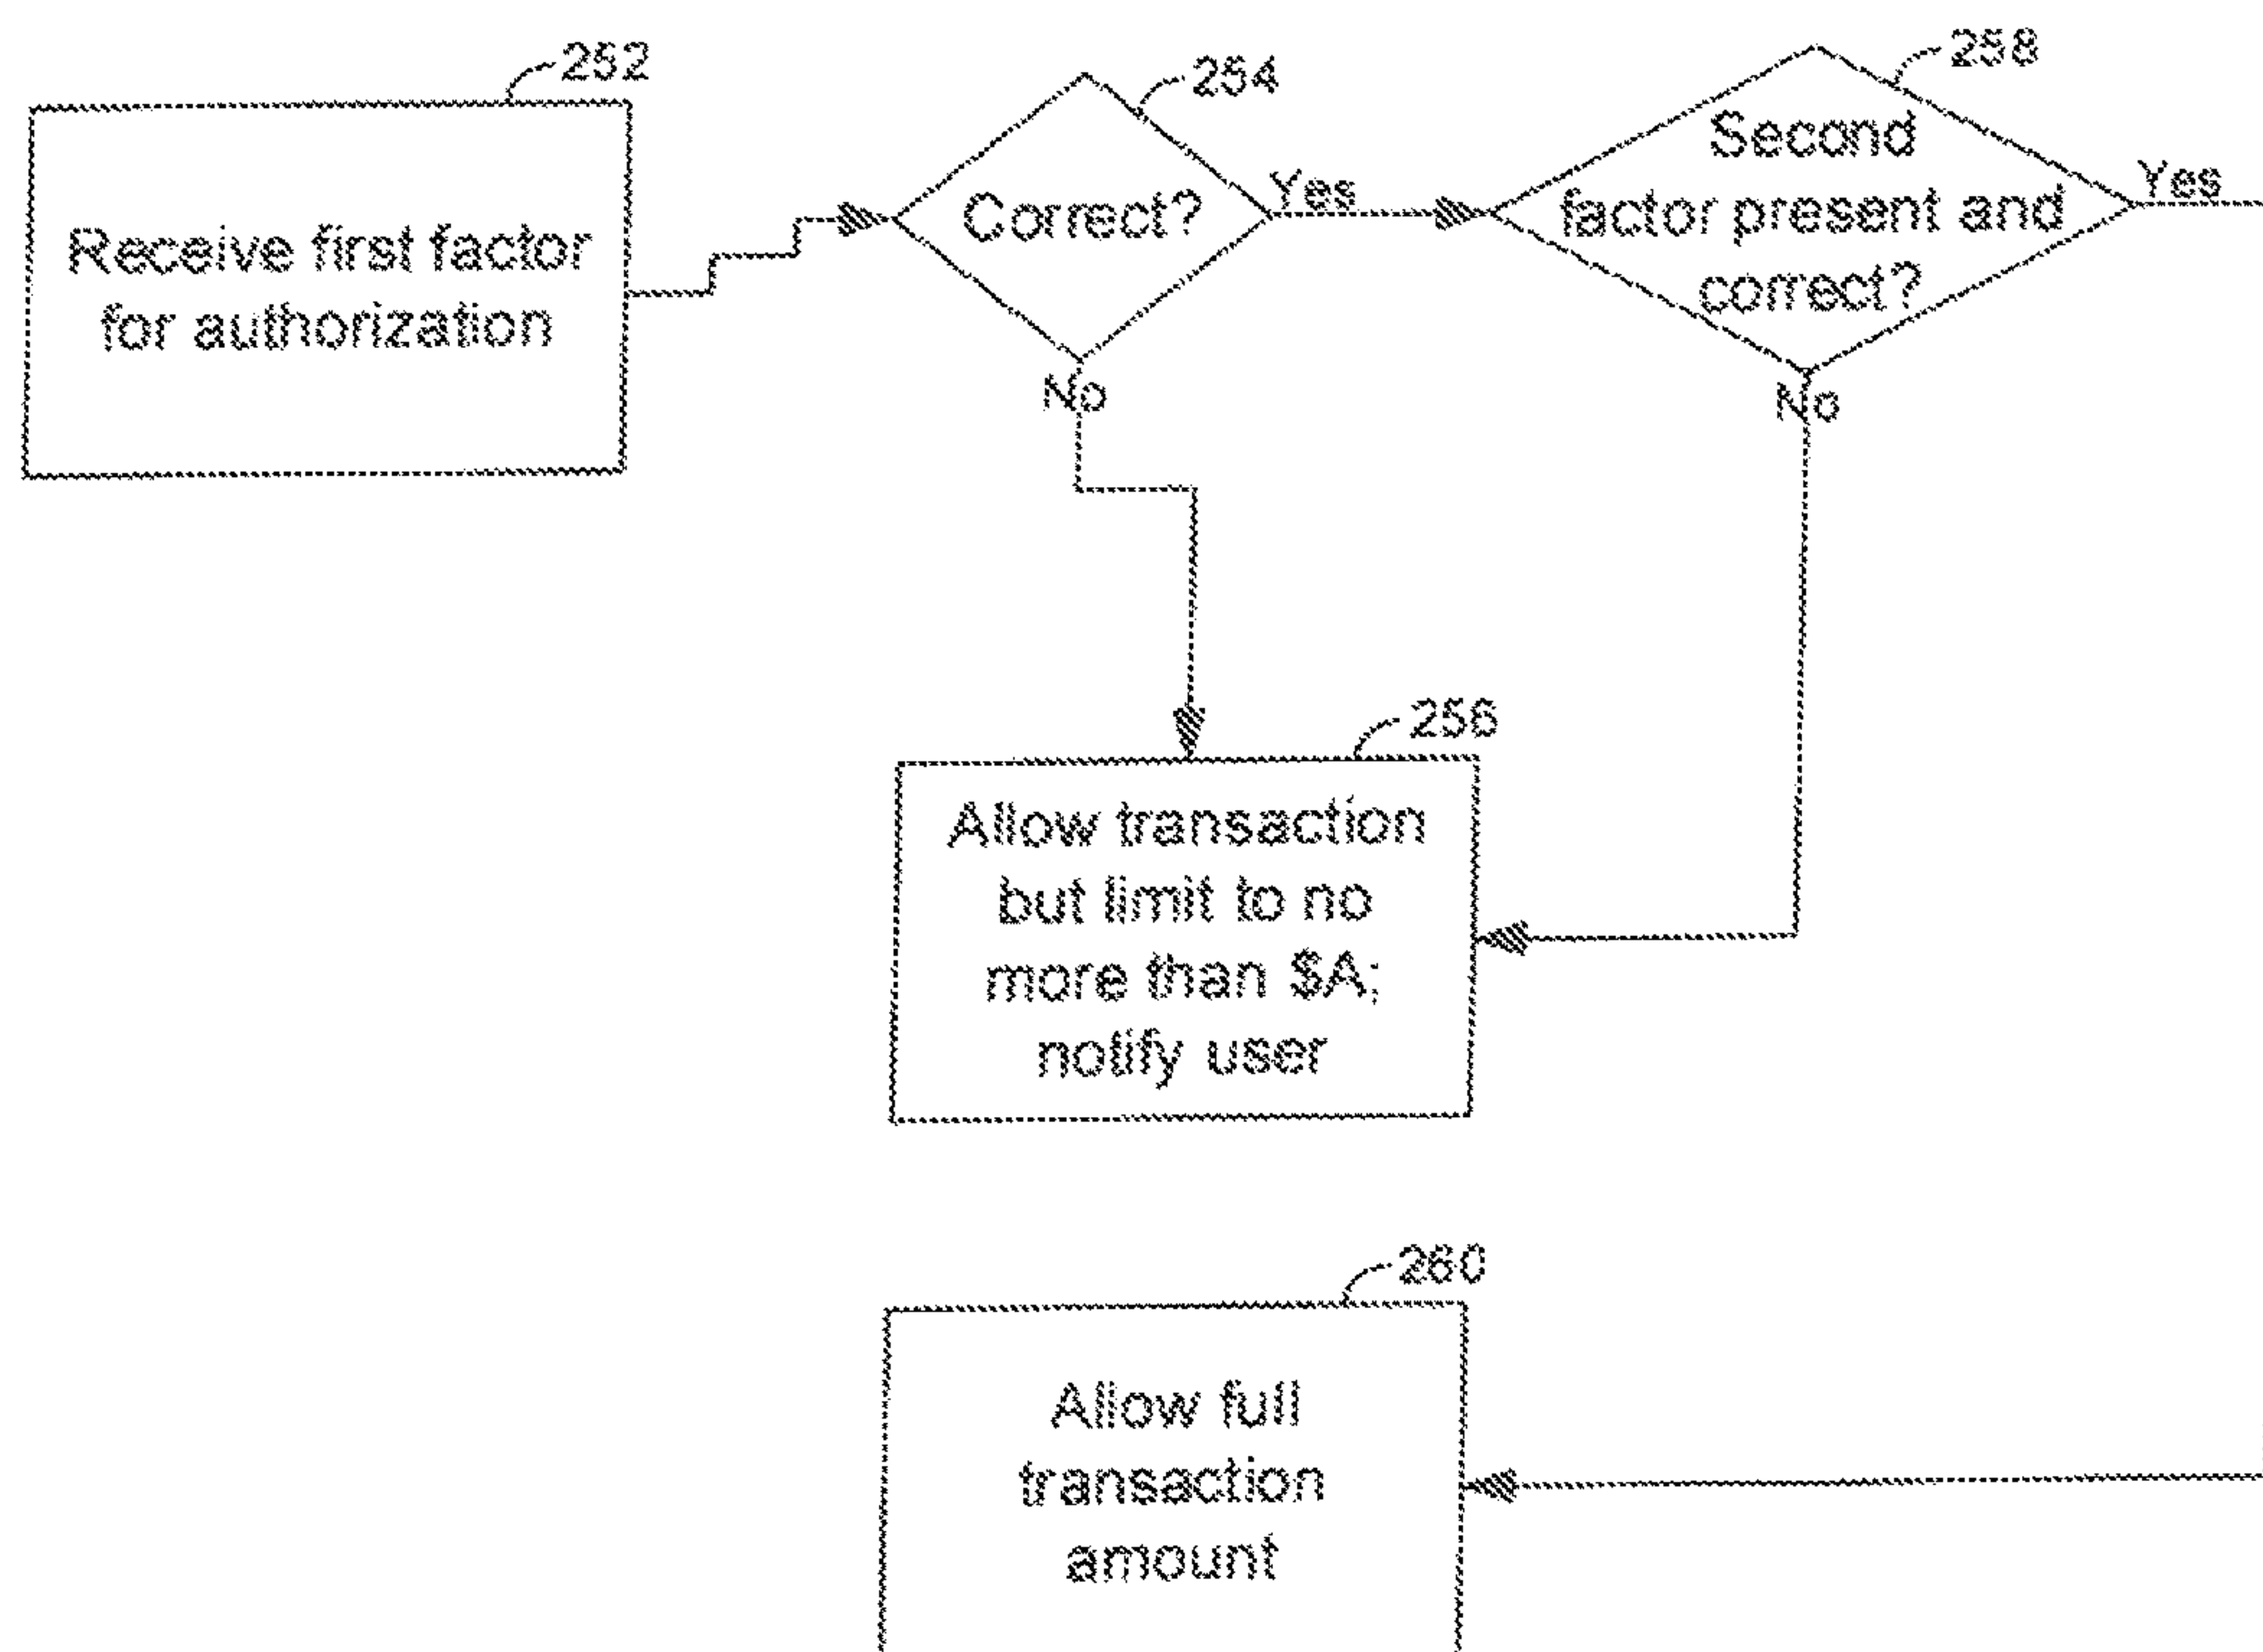 252
Receive first factor
for authorization
254
Correct?
Yes
No
258
Second
factor present and
correct?
Yes
No
256
Allow transaction
but limit to no
more than $A;
notify user
260
Allow full
transaction
amount